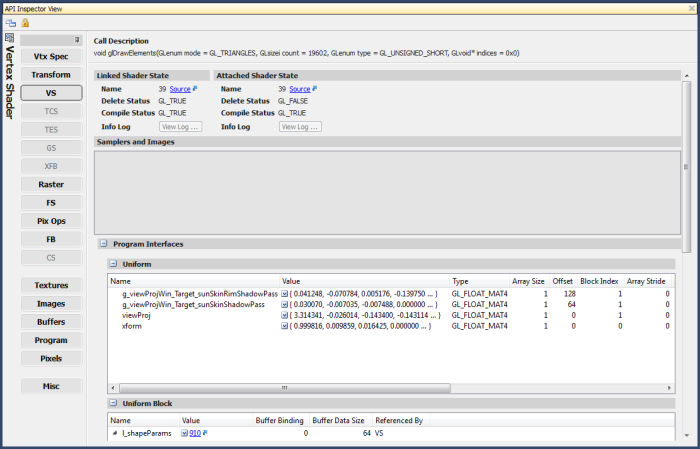 API Inspector View
Vertex Shader
Vtx Spec
Transform
VS
TCS
TES
GS
XFB
Raster
FS
Pix Ops
FB
CS
Textures
Images
Buffers
Program
Pixels
Misc
Call Description
void glDrawElements(GLenum mode = GL_TRIANGLES, GLsizei count = 19602, GLenum type = GL_UNSIGNED_SHORT, GLvoid* indices = 0x0)
Linked Shader State Attached Shader State
Name 39 Source Name 39 Source
Delete Status GL_TRUE Delete Status GL_FALSE
Compile Status GL_TRUE Compile Status GL_TRUE
Info Log View Log ... Info Log View Log ...
Samplers and Images
Program Interfaces
Uniform
Name Value Type Array Size Offset Block Index Array Stride
g_viewProjWin_Target_sunSkinRimShadowPass { 0.041248, -0.070784, 0.005176, -0.139750 ... } GL_FLOAT_MAT4 1 128 1 0
g_viewProjWin_Target_sunSkinShadowPass { 0.030070, -0.007035, -0.007488, 0.000000 ... } GL_FLOAT_MAT4 1 64 1 0
viewProj { 3.314341, -0.026014, -0.143400, -0.143114 ... } GL_FLOAT_MAT4 1 0 1 0
xform { 0.999816, 0.009859, 0.016425, 0.000000 ... } GL_FLOAT_MAT4 1 0 0 0
Uniform Block
Name Value Buffer Binding Buffer Data Size Referenced By
l_shapeParams 910 0 64 VS